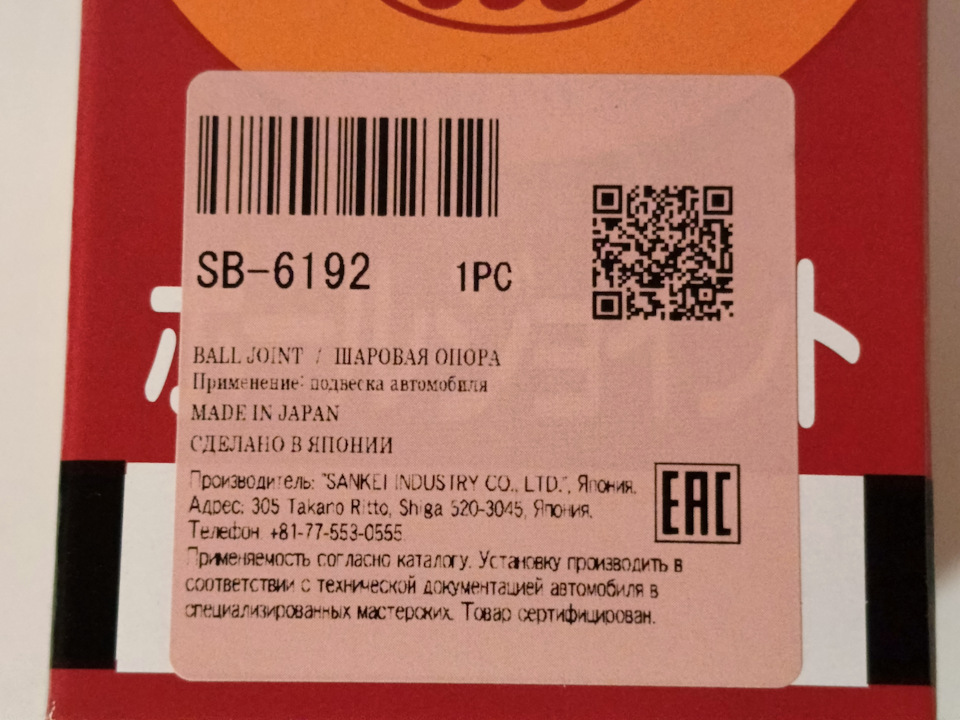 SB-6192 1PC
BALL JOINT / ШАРОВАЯ ОПОРА
Применение: подвеска автомобиля
MADE IN JAPAN
СДЕЛАНО В ЯПОНИИ
Производитель: "SANKEI INDUSTRY CO., LTD.", Япония.
Адрес: 305 Takano Ritto, Shiga 520-3045, Япония.
Телефон: +81-77-553-0555
EAC
Применяемость согласно каталогу. Установку производить в
соответствии с технической документацией автомобиля в
специализированных мастерских. Товар сертифицирован.